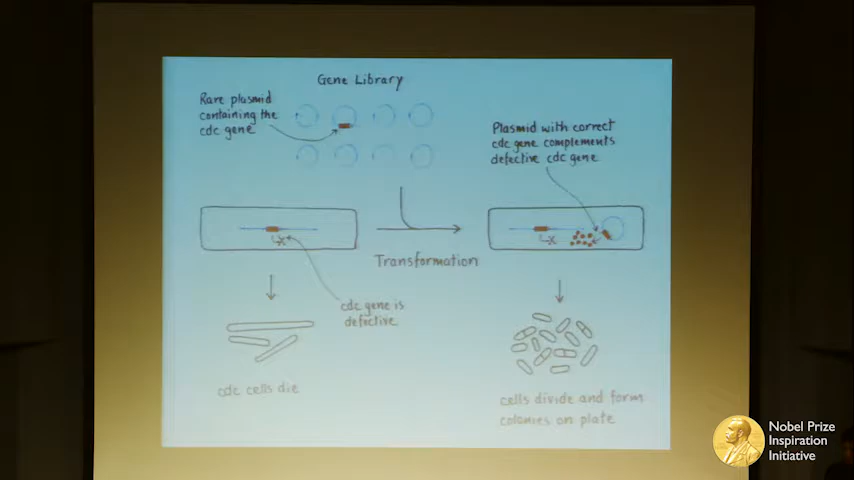 Gene Library
Rare plasmid
containing the
cdc gene
Plasmid with correct
cdc gene complements
defective cdc gene
Transformation
cdc gene is
defective
cdc cells die
cells divide and form
colonies on plate
Nobel Prize
Inspiration
Initiative